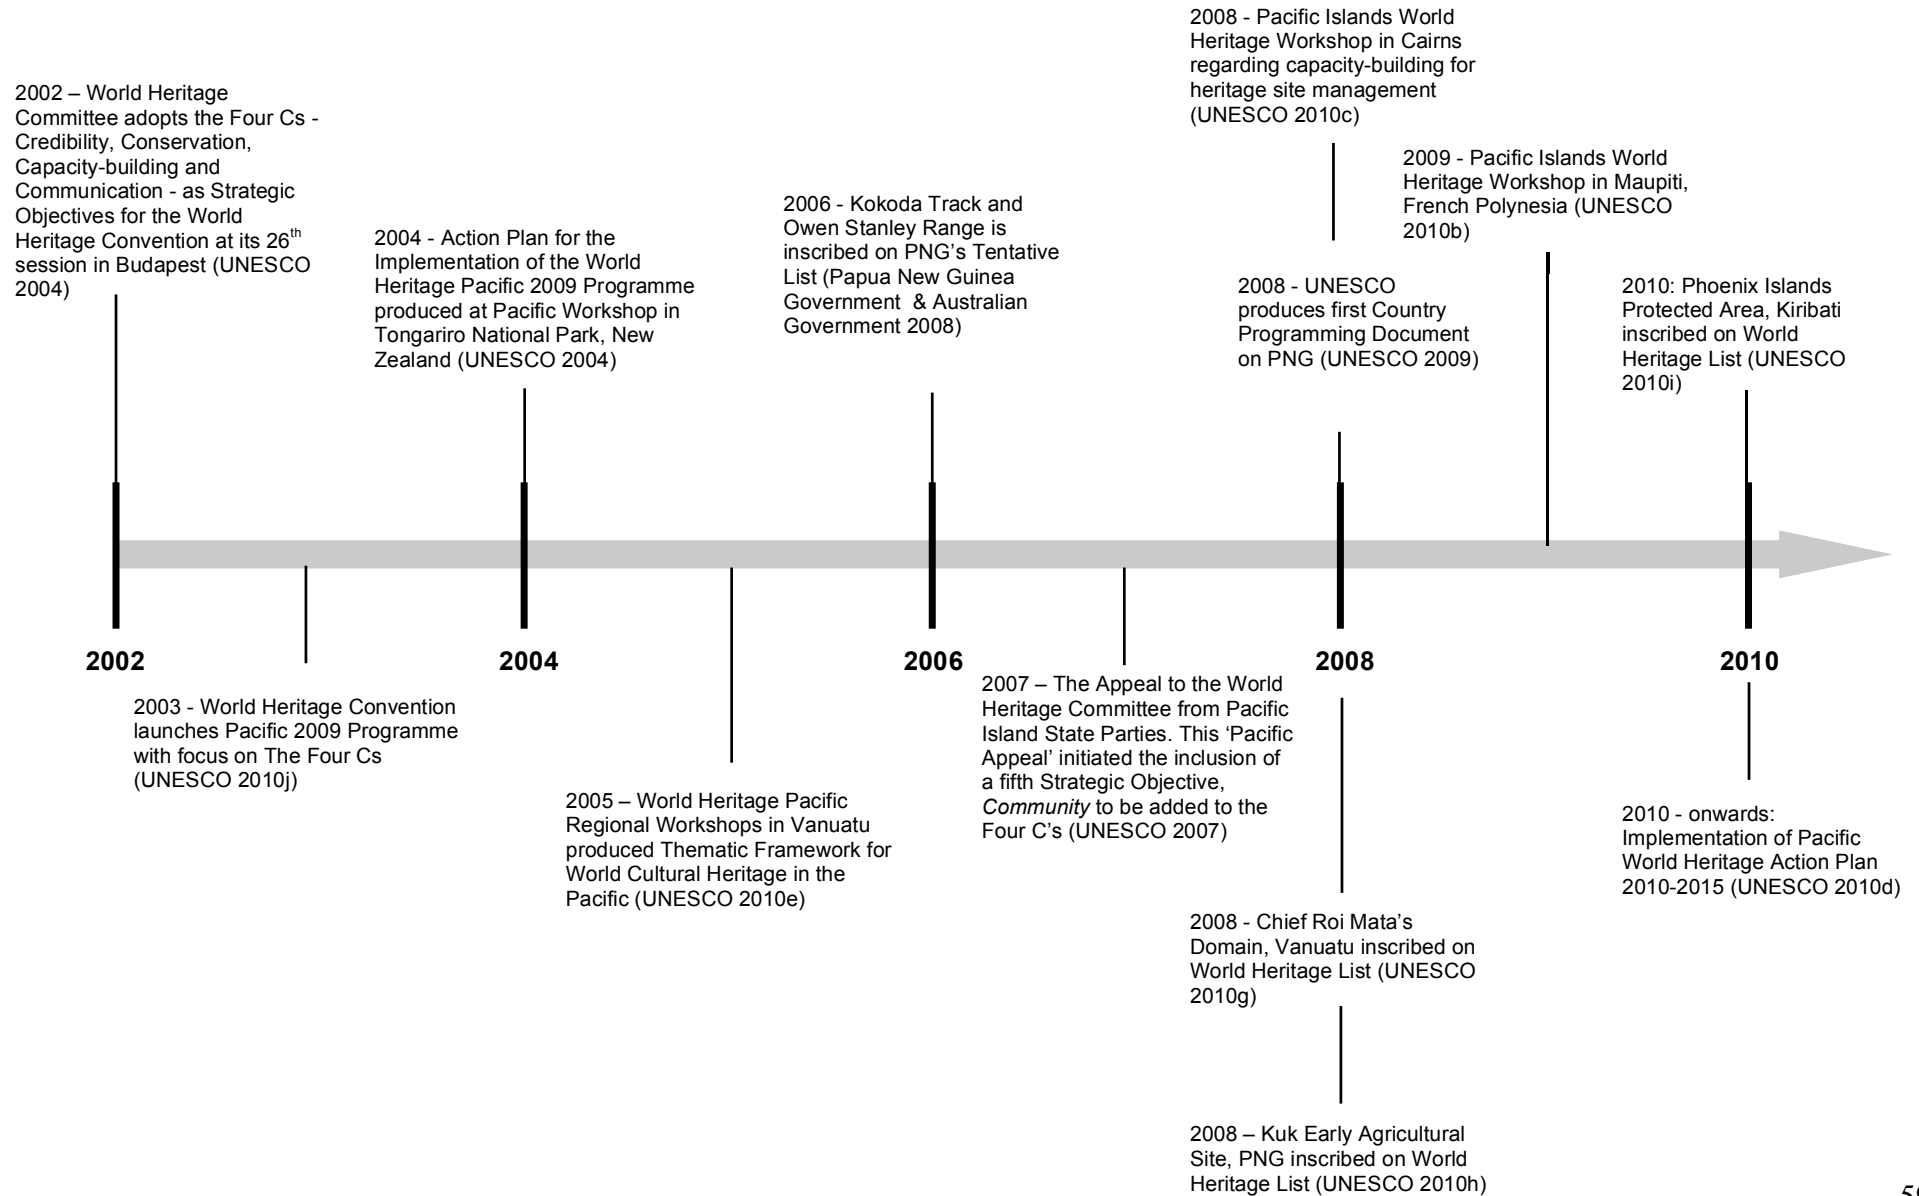 2008 - Pacific Islands World
Heritage Workshop in Cairns
regarding capacity-building for
heritage site management
(UNESCO 2010c)
2002 – World Heritage
Committee adopts the Four Cs -
Credibility, Conservation,
Capacity-building and
Communication - as Strategic
Objectives for the World
Heritage Convention at its 26th
session in Budapest (UNESCO
2004)
2009 - Pacific Islands World
Heritage Workshop in Maupiti,
French Polynesia (UNESCO
2010b)
2006 - Kokoda Track and
Owen Stanley Range is
inscribed on PNG's Tentative
List (Papua New Guinea
Government & Australian
Government 2008)
2004 - Action Plan for the
Implementation of the World
Heritage Pacific 2009 Programme
produced at Pacific Workshop in
Tongariro National Park, New
Zealand (UNESCO 2004)
2008 - UNESCO
produces first Country
Programming Document
on PNG (UNESCO 2009)
2010: Phoenix Islands
Protected Area, Kiribati
inscribed on World
Heritage List (UNESCO
2010i)
2002
2004
2006
2008
2010
2003 - World Heritage Convention
launches Pacific 2009 Programme
with focus on The Four Cs
(UNESCO 2010j)
2005 – World Heritage Pacific
Regional Workshops in Vanuatu
produced Thematic Framework for
World Cultural Heritage in the
Pacific (UNESCO 2010e)
2007 – The Appeal to the World
Heritage Committee from Pacific
Island State Parties. This ‘Pacific
Appeal’ initiated the inclusion of
a fifth Strategic Objective,
Community to be added to the
Four C’s (UNESCO 2007)
2010 - onwards:
Implementation of Pacific
World Heritage Action Plan
2010-2015 (UNESCO 2010d)
2008 - Chief Roi Mata’s
Domain, Vanuatu inscribed on
World Heritage List (UNESCO
2010g)
2008 – Kuk Early Agricultural
Site, PNG inscribed on World
Heritage List (UNESCO 2010h)